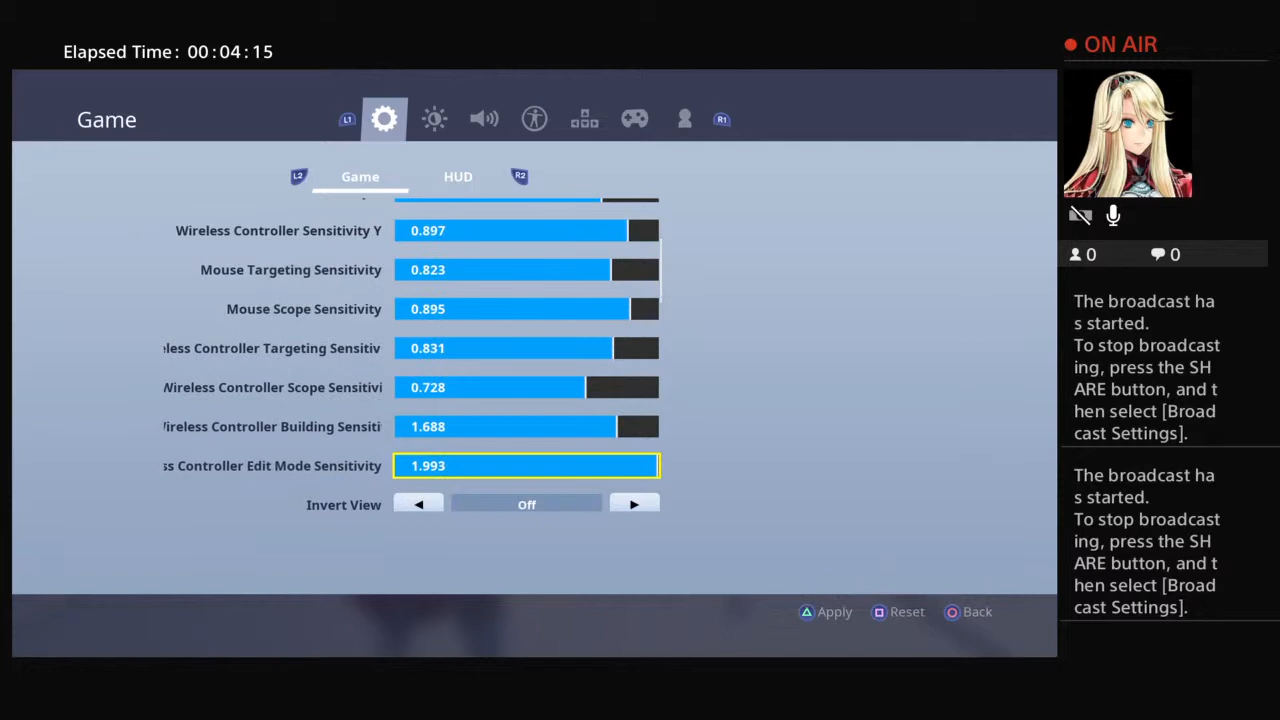 Elapsed Time: 00:04:15
ON AIR
Game
L1
R1
L2
Game
HUD
R2
Wireless Controller Sensitivity Y
0.897
Mouse Targeting Sensitivity
0.823
Mouse Scope Sensitivity
0.895
less Controller Targeting Sensitiv
0.831
Wireless Controller Scope Sensitivi
0.728
ireless Controller Building Sensiti
1.688
ss Controller Edit Mode Sensitivity
1.993
Invert View
Off
Apply
Reset
Back
0
0
The broadcast ha
s started.
To stop broadcast
ing, press the SH
ARE button, and t
hen select [Broad
cast Settings].
The broadcast ha
s started.
To stop broadcast
ing, press the SH
ARE button, and t
hen select [Broad
cast Settings].